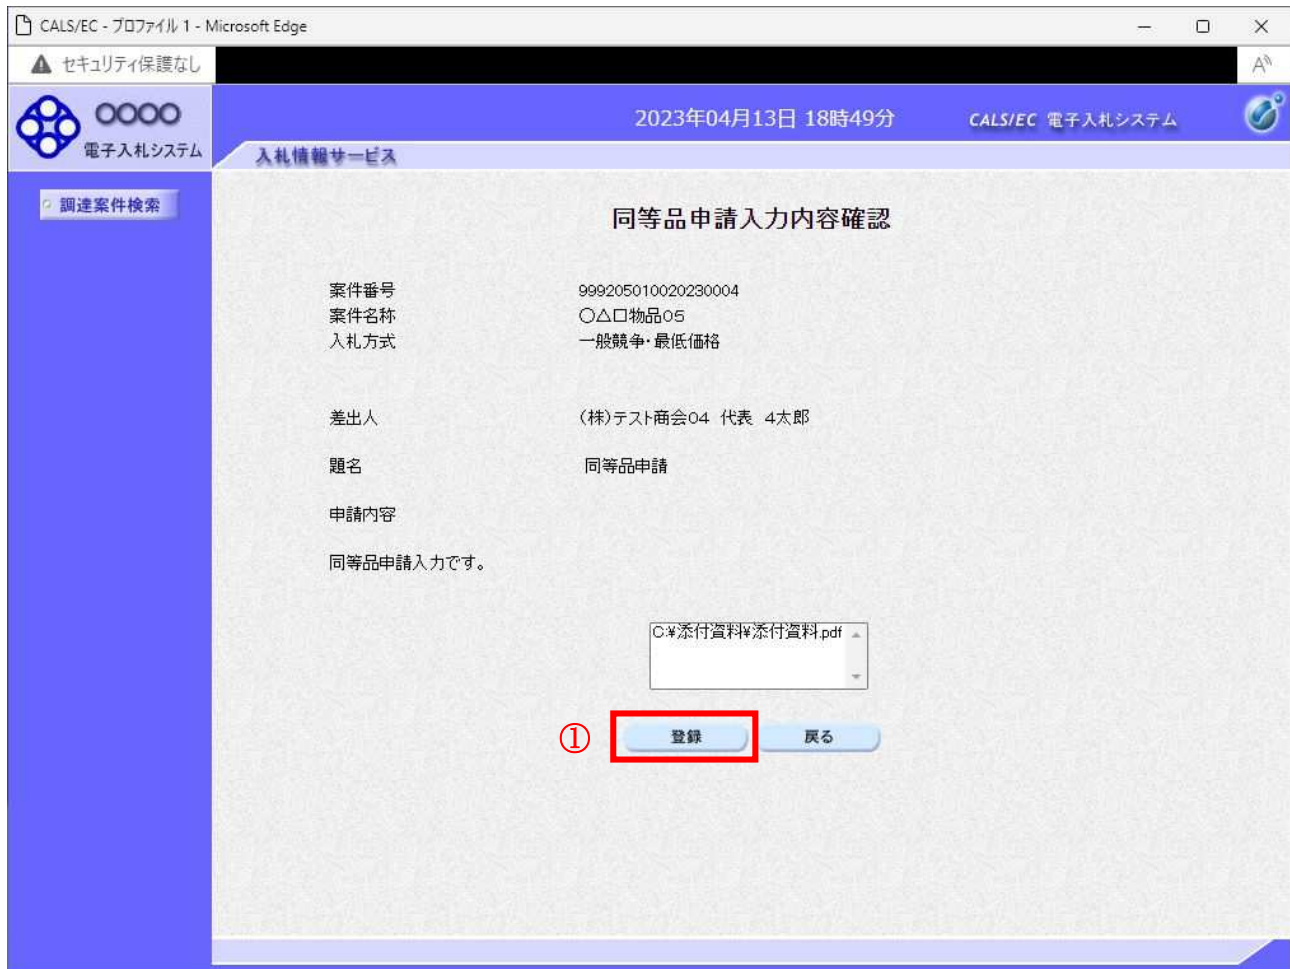 CALS/EC - プロファイル 1 - Microsoft Edge
セキュリティ保護なし
○○○○
電子入札システム
2023年04月13日 18時49分
CALS/EC 電子入札システム
入札情報サービス
調達案件検索
同等品申請入力内容確認
案件番号 999205010020230004
案件名称 ○△口物品05
入札方式 一般競争・最低価格
差出人 (株)テスト商会04 代表 4太郎
題名 同等品申請
申請内容
同等品申請入力です。
C:¥添付資料¥添付資料.pdf
① 登録 戻る